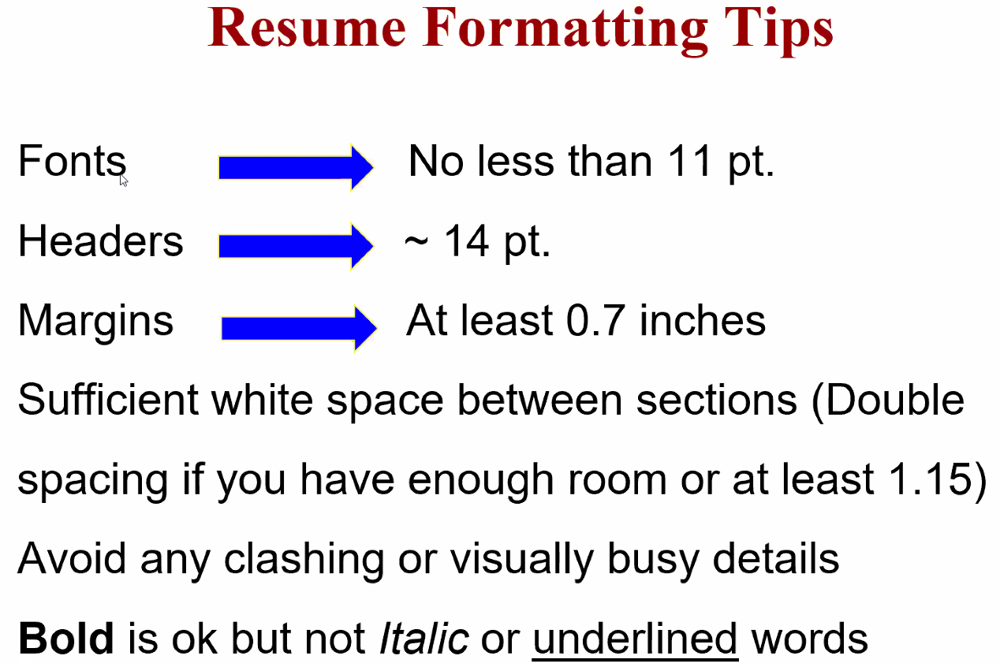 Resume Formatting Tips
Fonts No less than 11 pt.
Headers ~ 14 pt.
Margins At least 0.7 inches
Sufficient white space between sections (Double
spacing if you have enough room or at least 1.15)
Avoid any clashing or visually busy details
Bold is ok but not Italic or underlined words